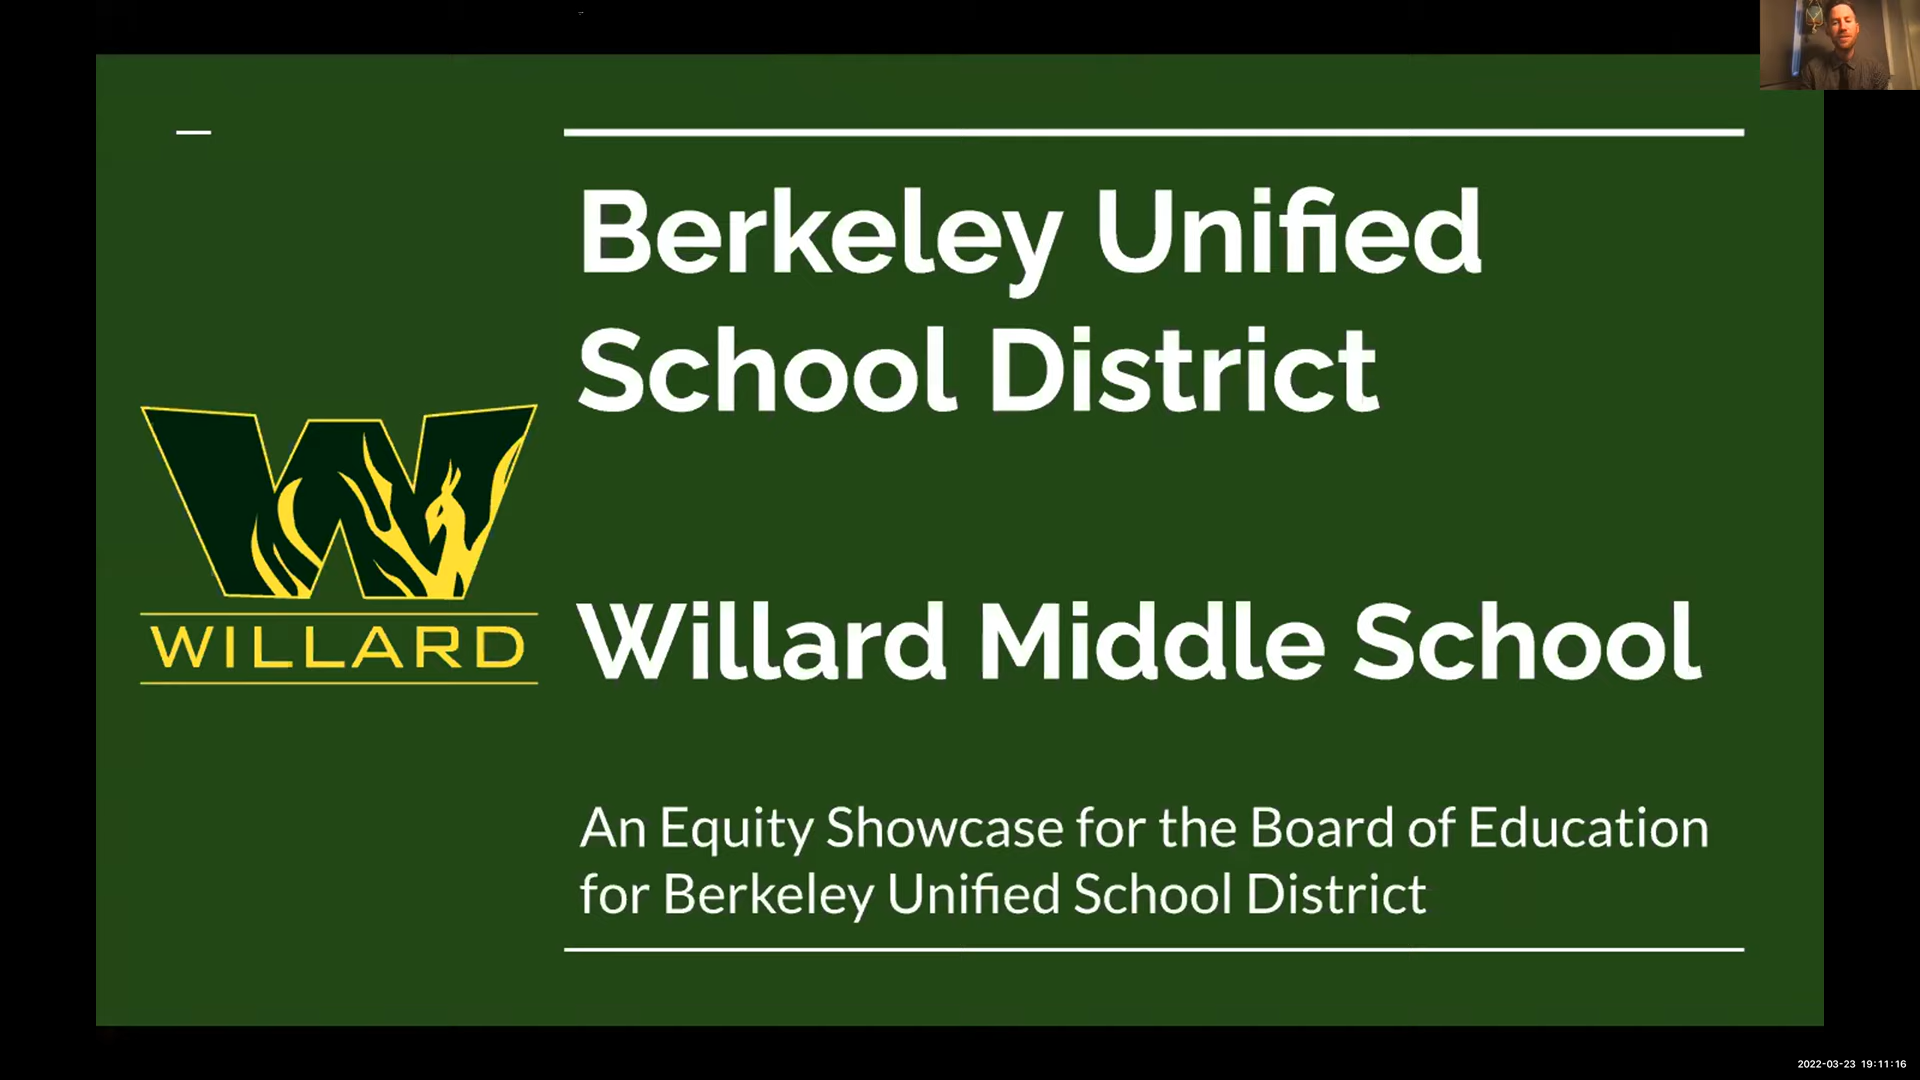 Berkeley Unified
School District
Willard Middle School
WILLARD
An Equity Showcase for the Board of Education
for Berkeley Unified School District
2022-03-23 19:11:16